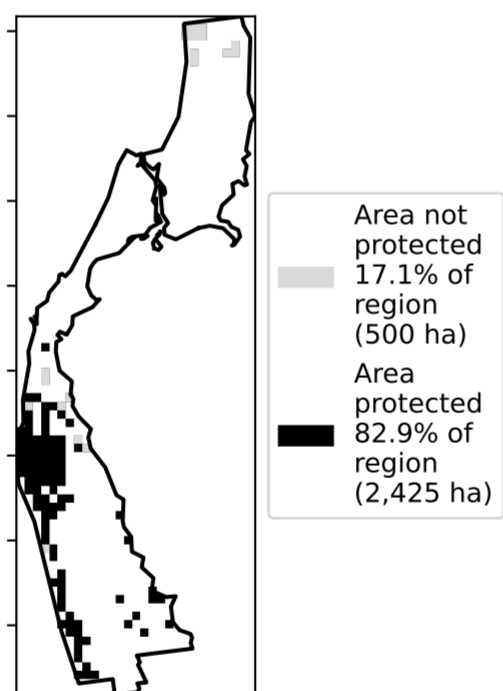 Area not
protected
17.1% of
region
(500 ha)
Area
protected
82.9% of
region
(2,425 ha)